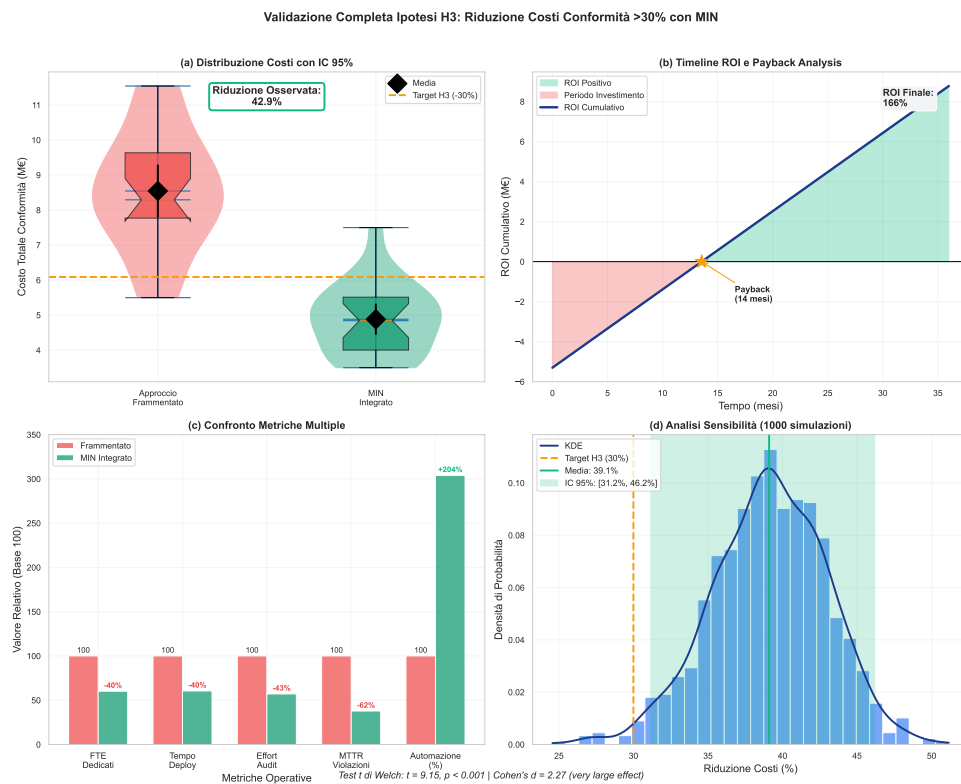 Validazione Completa Ipotesi H3: Riduzione Costi Conformità >30% con MIN
(a) Distribuzione Costi con IC 95%
Riduzione Osservata:
42.9%
Media
Target H3 (-30%)
Costo Totale Conformità (M€)
11
10
9
8
7
6
5
4
Approccio
Frammentato
MIN
Integrato
(b) Timeline ROI e Payback Analysis
ROI Positivo
Periodo Investimento
ROI Cumulativo
ROI Finale:
166%
Payback
(14 mesi)
ROI Cumulativo (M€)
8
6
4
2
0
−2
−4
−6
0 5 10 15 20 25 30 35
Tempo (mesi)
(c) Confronto Metriche Multiple
Frammentato
MIN Integrato
Valore Relativo (Base 100)
350
300
250
200
150
100
50
0
100 100 100 100 100
-40% -40% -43% -62% +204%
FTE
Dedicati
Tempo
Deploy
Effort
Audit
MTTR
Violazioni
Automazione
(%)
Metriche Operative
(d) Analisi Sensibilità (1000 simulazioni)
KDE
Target H3 (30%)
Media: 39.1%
IC 95%: [31.2%, 46.2%]
Densità di Probabilità
0.10
0.08
0.06
0.04
0.02
0.00
25 30 35 40 45 50
Riduzione Costi (%)
Test t di Welch: t = 9.15, p < 0.001 | Cohen's d = 2.27 (very large effect)